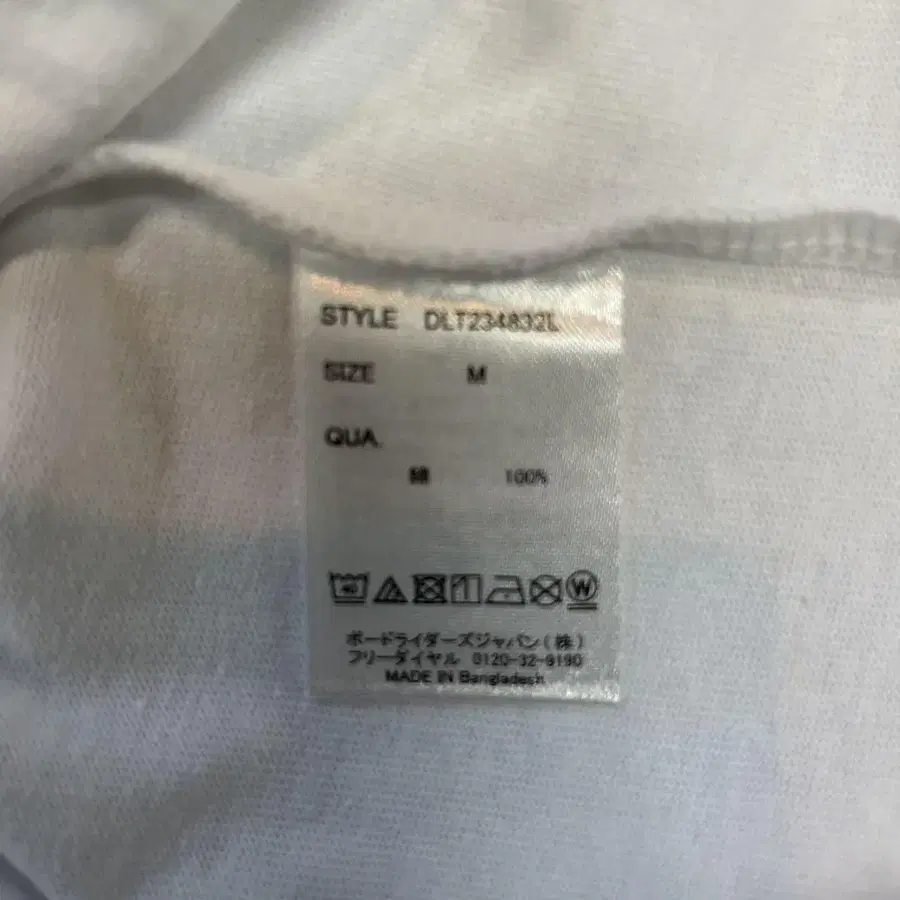 STYLE DLT234832L
SIZE M
QUA.
綿 100%
40 W
ボードライダーズジャパン(株)
フリーダイヤル 0120-32-9190
MADE IN Bangladesh